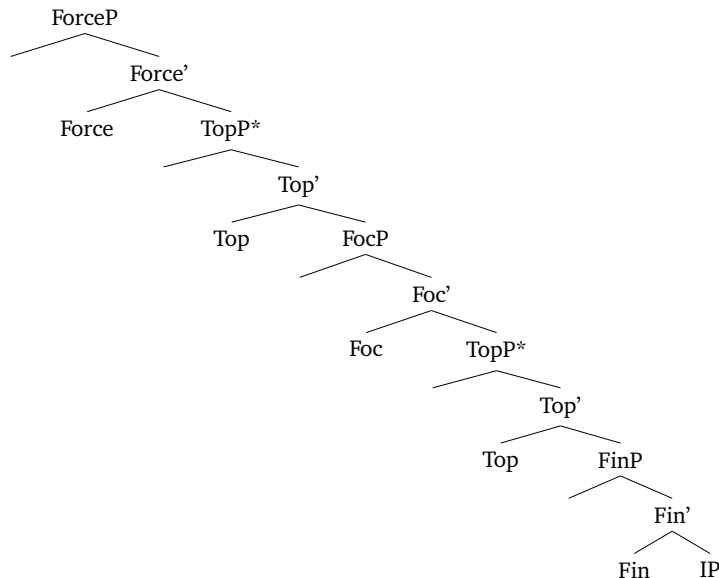 ForceP
Force’
Force TopP*
Top’
Top FocP
Foc’
Foc TopP*
Top’
Top FinP
Fin’
Fin IP